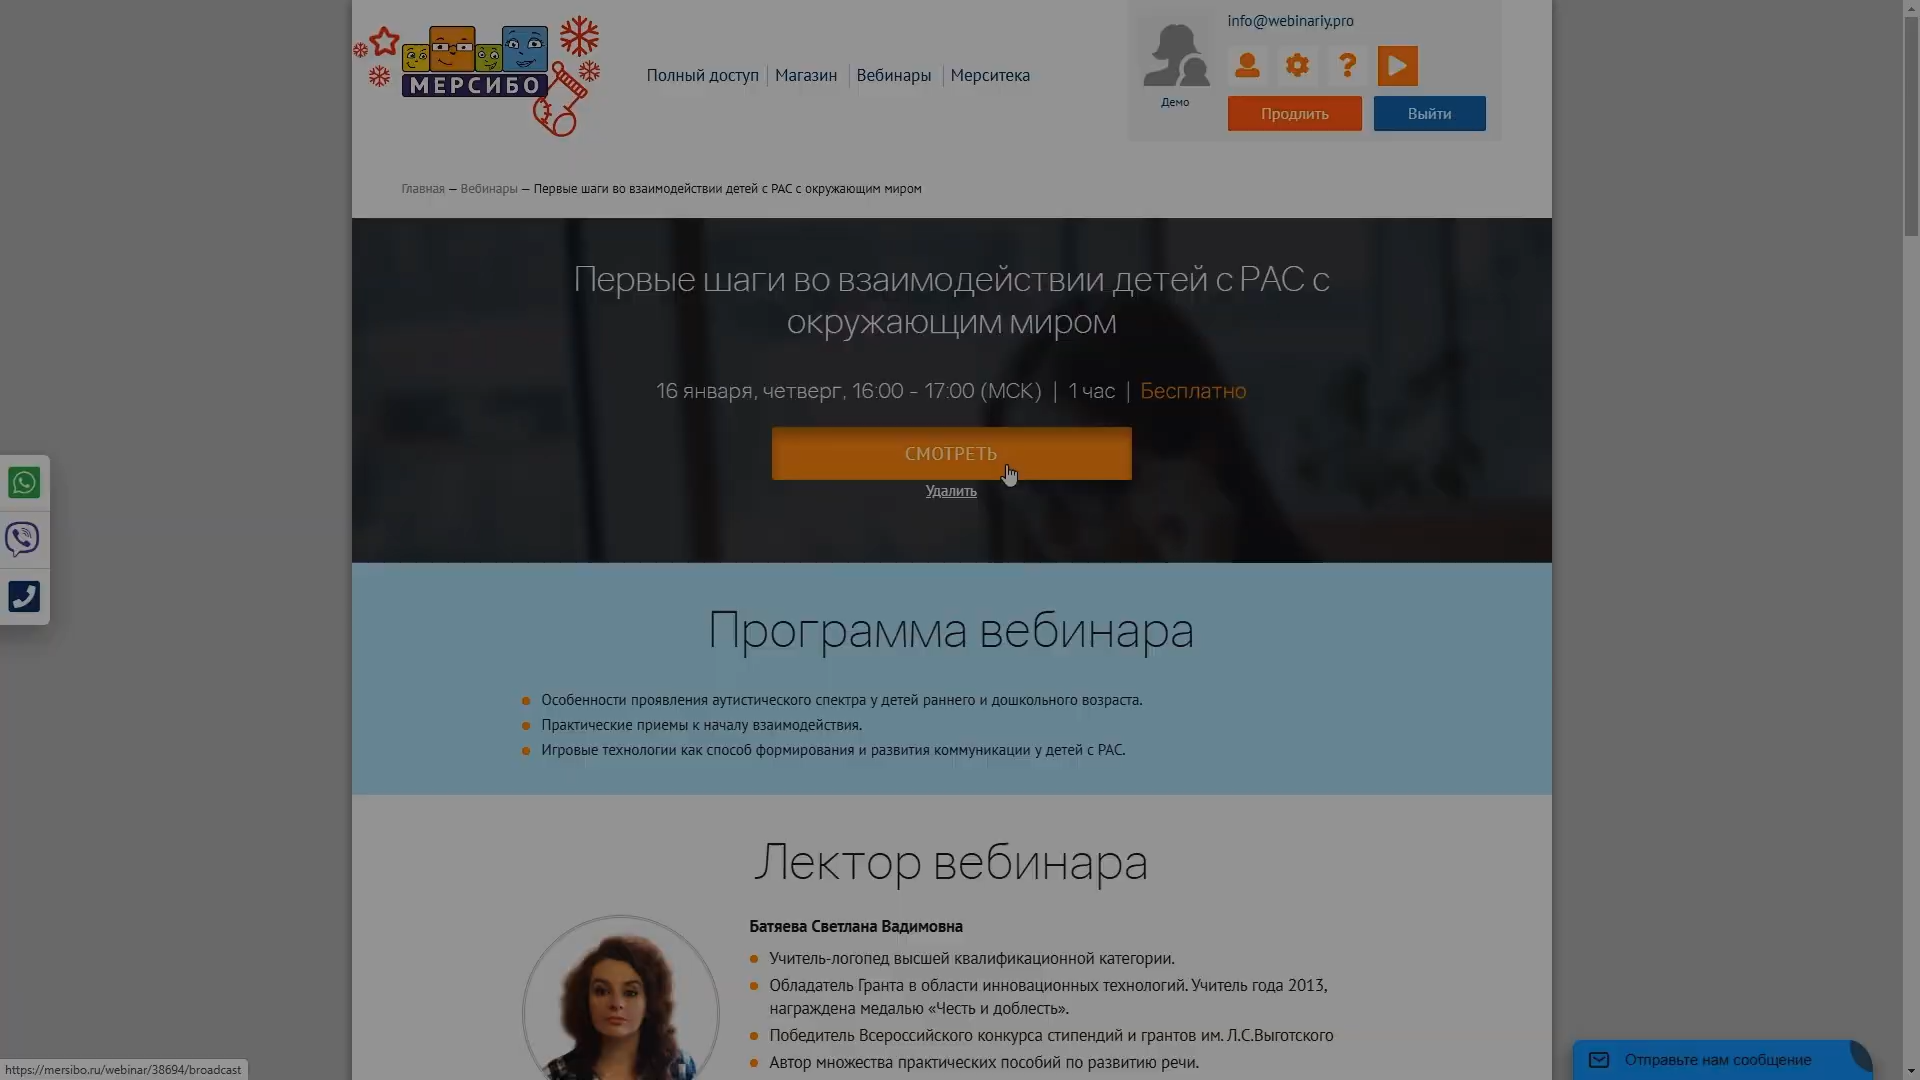 info@webinariy.pro
МЕРСИБО
Полный доступ
Магазин
Вебинары
Мерситека
Демо
Продлить
Выйти
Главная — Вебинары — Первые шаги во взаимодействии детей с РАС с окружающим миром
Первые шаги во взаимодействии детей с РАС с
окружающим миром
16 января, четверг, 16:00 - 17:00 (МСК) | 1 час | Бесплатно
СМОТРЕТЬ
Удалить
Программа вебинара
Особенности проявления аутистического спектра у детей раннего и дошкольного возраста.
Практические приемы к началу взаимодействия.
Игровые технологии как способ формирования и развития коммуникации у детей с РАС.
Лектор вебинара
Батяева Светлана Вадимовна
Учитель-логопед высшей квалификационной категории.
Обладатель Гранта в области инновационных технологий. Учитель года 2013,
награждена медалью «Честь и доблесть».
Победитель Всероссийского конкурса стипендий и грантов им. Л.С.Выготского
Автор множества практических пособий по развитию речи.
https://mersibo.ru/webinar/38694/broadcast
Отправьте нам сообщение